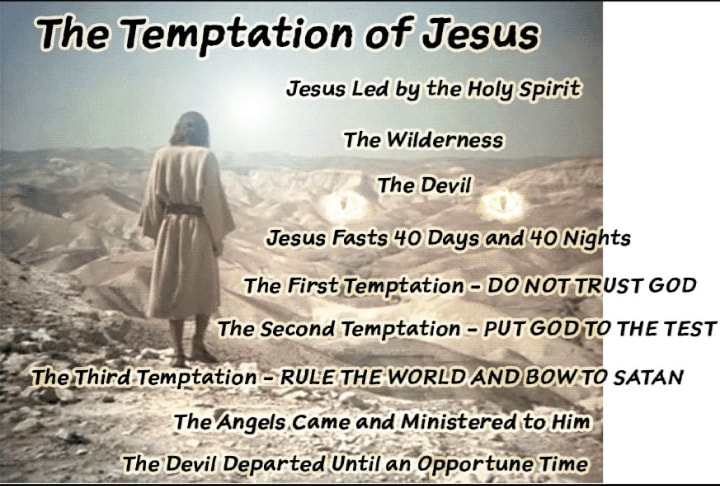 The Temptation of Jesus
Jesus Led by the Holy Spirit
The Wilderness
The Devil
Jesus Fasts 40 Days and 40 Nights
The First Temptation - DO NOT TRUST GOD
The Second Temptation - PUT GOD TO THE TEST
The Third Temptation - RULE THE WORLD AND BOW TO SATAN
The Angels Came and Ministered to Him
The Devil Departed Until an Opportune Time